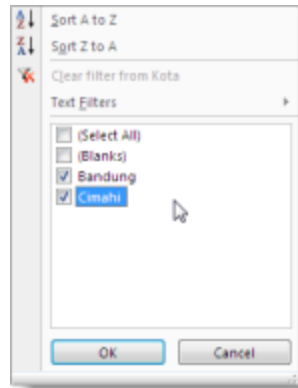 Sort A to Z
Sort Z to A
Clear filter from Kota
Text Filters
(Select All)
(Blanks)
Bandung
Cimahi
OK
Cancel